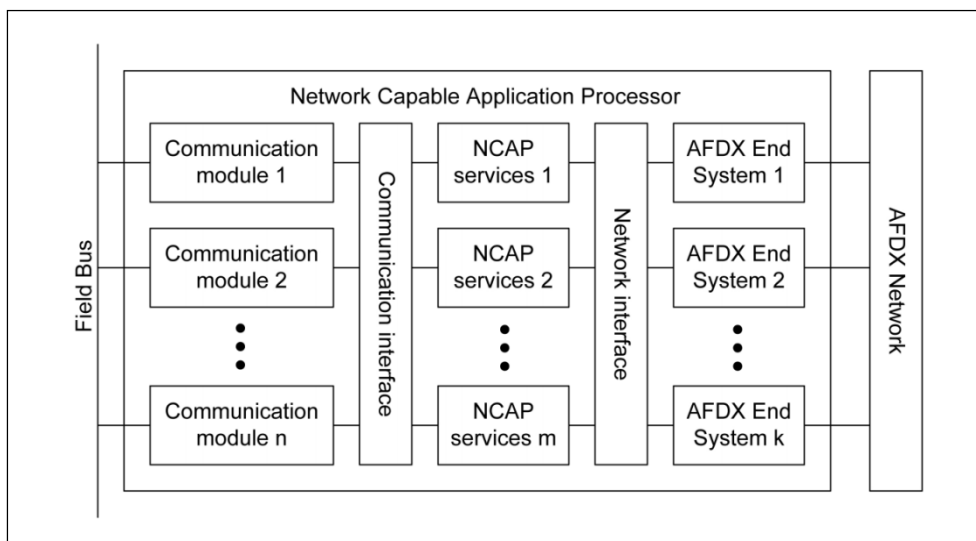 Network Capable Application Processor
Field Bus
Communication
module 1
Communication
module 2
Communication
module n
Communication interface
NCAP
services 1
NCAP
services 2
NCAP
services m
Network interface
AFDX End
System 1
AFDX End
System 2
AFDX End
System k
AFDX Network